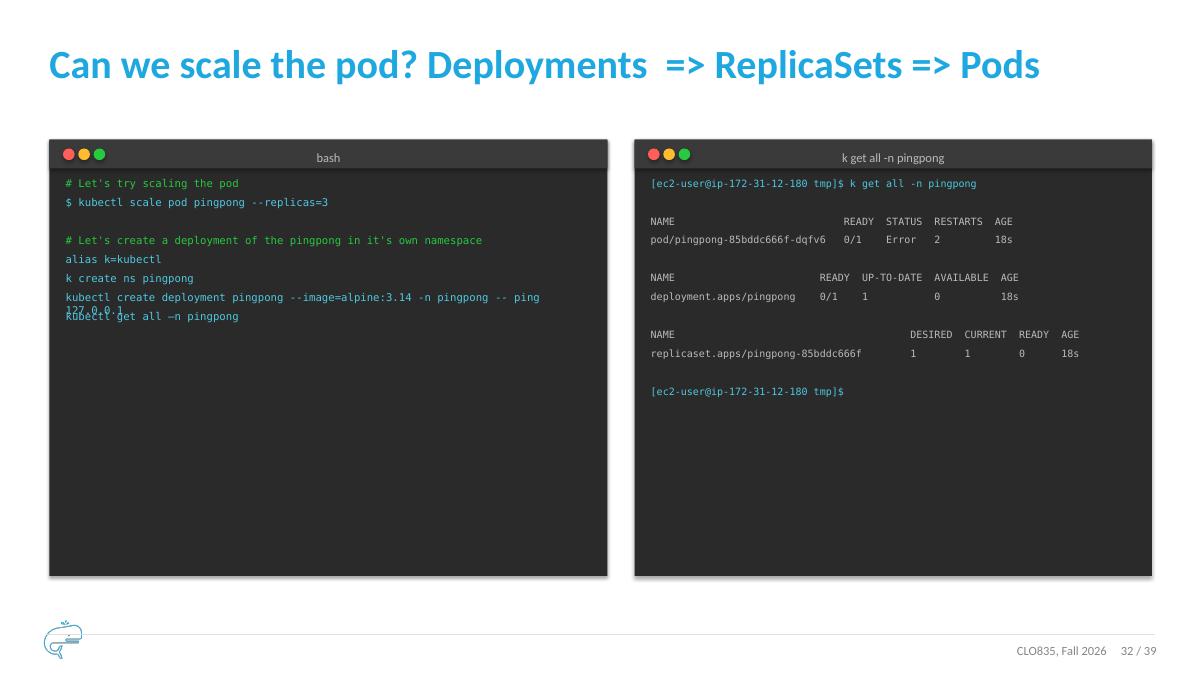 Can we scale the pod? Deployments  => ReplicaSets => Pods
bash
# Let's try scaling the pod
$ kubectl scale pod pingpong --replicas=3
# Let's create a deployment of the pingpong in it's own namespace
alias k=kubectl
k create ns pingpong
kubectl create deployment pingpong --image=alpine:3.14 -n pingpong -- ping
127.0.0.1
kubectl get all –n pingpong
k get all -n pingpong
[ec2-user@ip-172-31-12-180 tmp]$ k get all -n pingpong
NAME                            READY  STATUS  RESTARTS  AGE
pod/pingpong-85bddc666f-dqfv6   0/1    Error   2         18s
NAME                        READY  UP-TO-DATE  AVAILABLE  AGE
deployment.apps/pingpong    0/1    1           0          18s
NAME                                       DESIRED  CURRENT  READY  AGE
replicaset.apps/pingpong-85bddc666f        1        1        0      18s
[ec2-user@ip-172-31-12-180 tmp]$
CLO835, Fall 2026    32 / 39